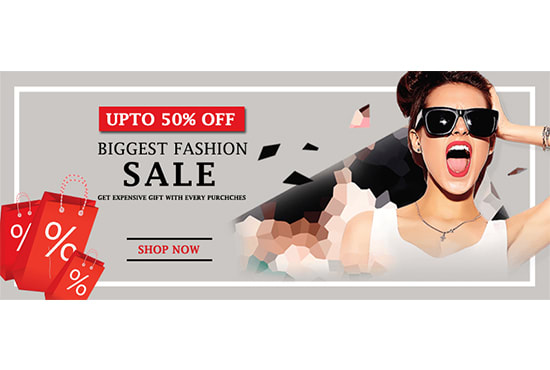 UPTO 50% OFF
BIGGEST FASHION
SALE
GET EXPENSIVE GIFT WITH EVERY PURCHCHES
SHOP NOW
%
%
%